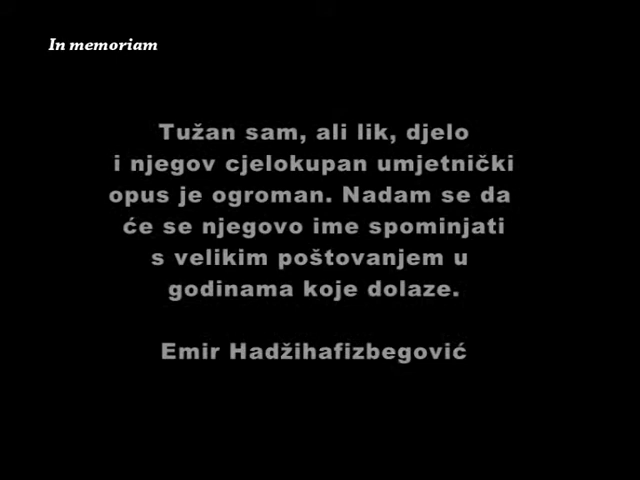 In memoriam
Tužan sam, ali lik, djelo
i njegov cjelokupan umjetnički
opus je ogroman. Nadam se da
će se njegovo ime spominjati
s velikim poštovanjem u
godinama koje dolaze.
Emir Hadžihafizbegović